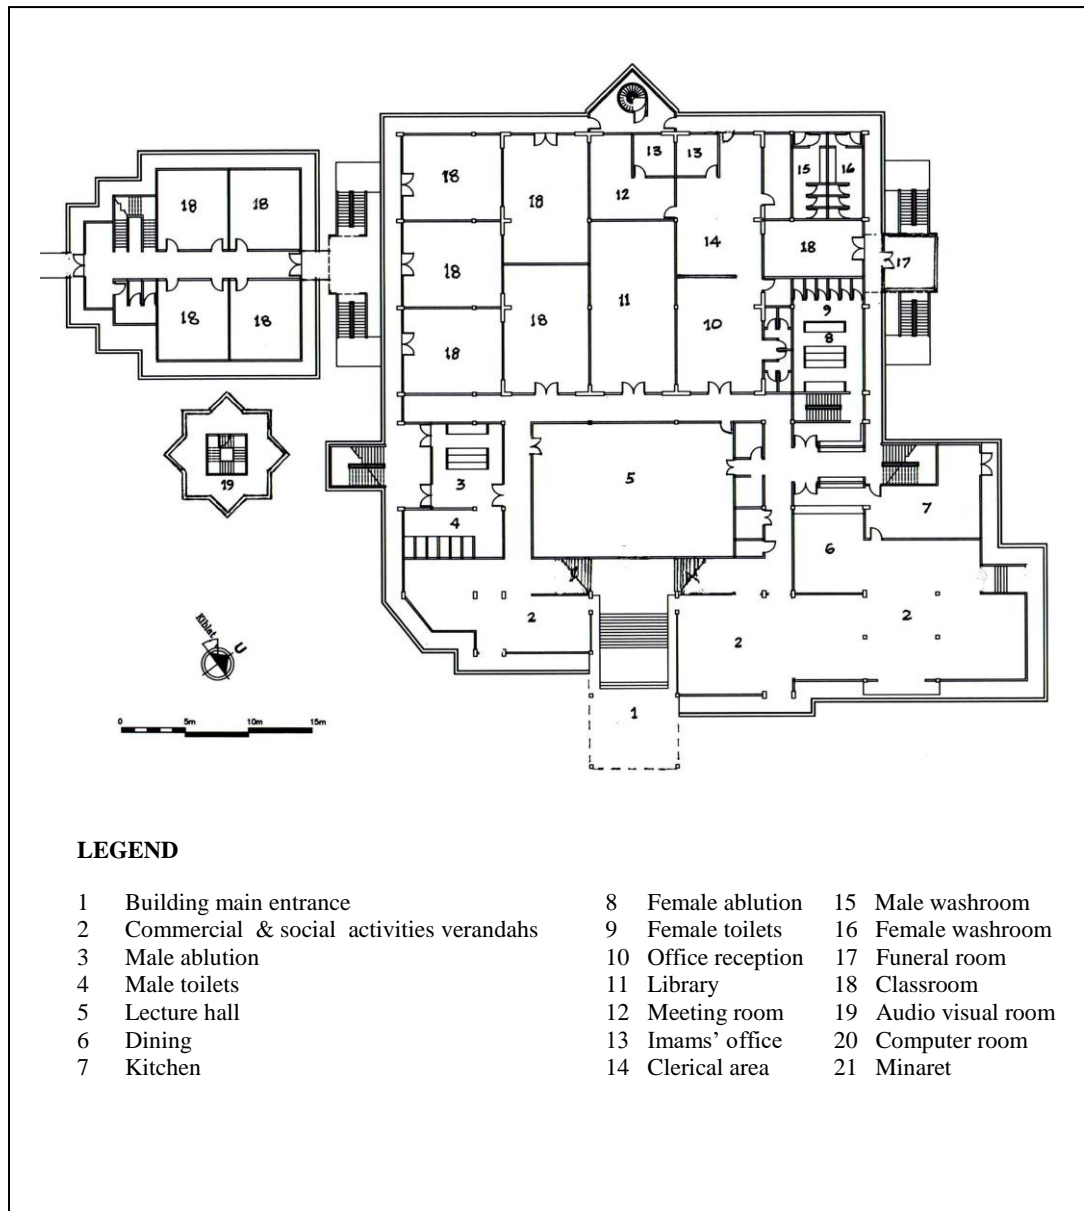 13 13
15 16
18 18 18 18 12
14 18 17
18 18 11 9
18 18 10 8
18 18
19 3 5 7
4 6
2 2 2
Kiblat U
1
0 5m 10m 15m
LEGEND
1 Building main entrance
2 Commercial & social activities verandahs
3 Male ablution
4 Male toilets
5 Lecture hall
6 Dining
7 Kitchen
8 Female ablution
9 Female toilets
10 Office reception
11 Library
12 Meeting room
13 Imams’ office
14 Clerical area
15 Male washroom
16 Female washroom
17 Funeral room
18 Classroom
19 Audio visual room
20 Computer room
21 Minaret